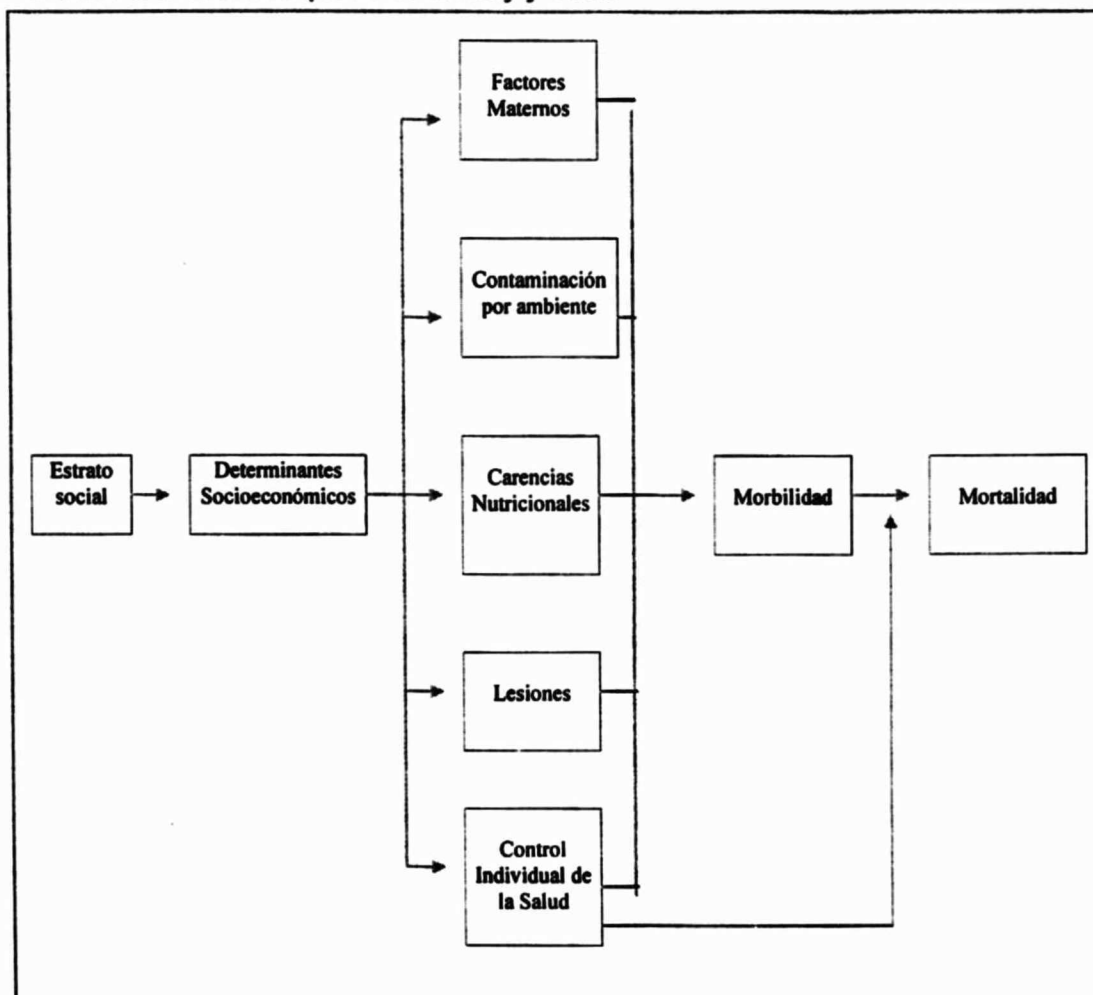 Factores
Maternos
Contaminación
por ambiente
Estrato
social
Determinantes
Socioeconómicos
Carencias
Nutricionales
Morbilidad
Mortalidad
Lesiones
Control
Individual de
la Salud